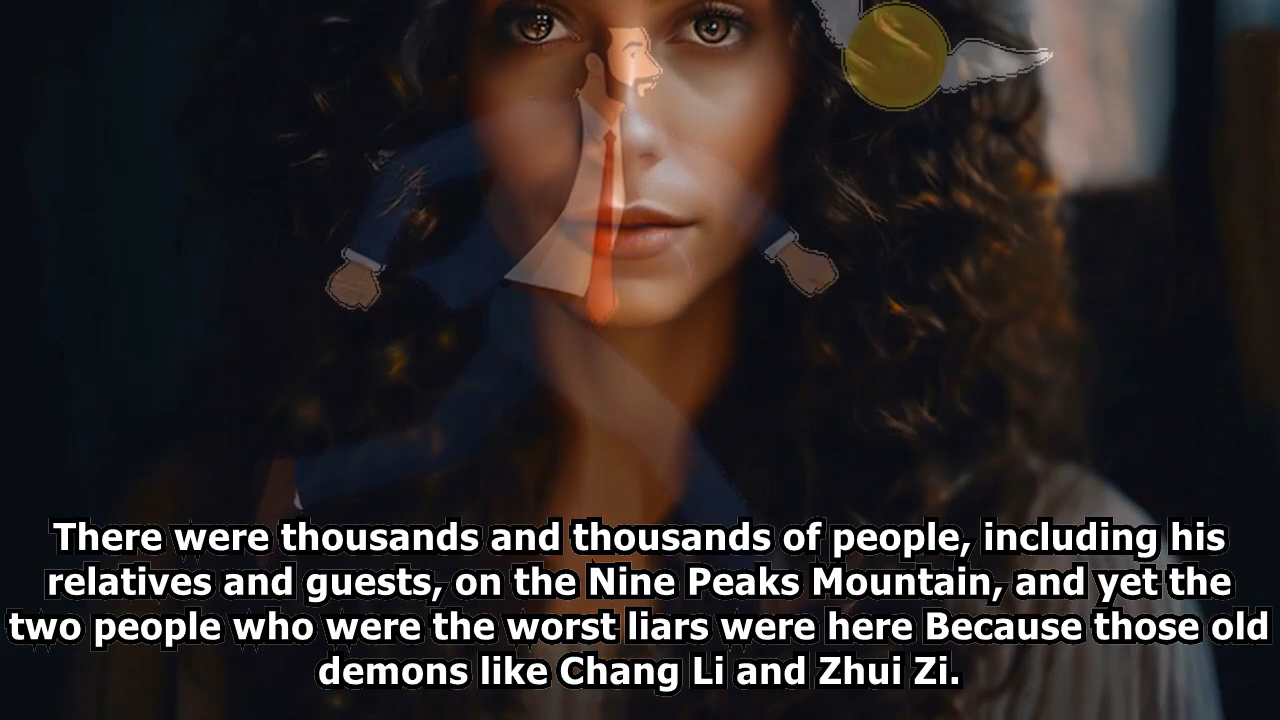 There were thousands and thousands of people, including his
relatives and guests, on the Nine Peaks Mountain, and yet the
two people who were the worst liars were here Because those old
demons like Chang Li and Zhui Zi.